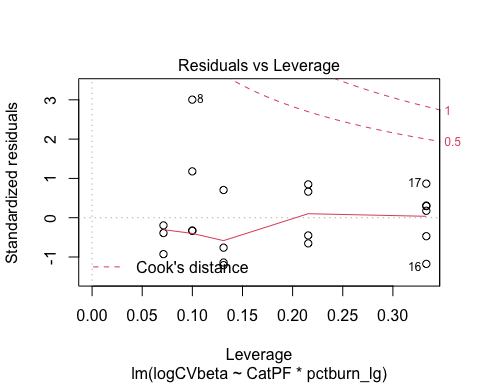 Residuals vs Leverage
Standardized residuals
3
2
1
0
-1
8
17
16
1
0.5
Cook's distance
0.00 0.05 0.10 0.15 0.20 0.25 0.30
Leverage
lm(logCVbeta ~ CatPF * pctburn_lg)